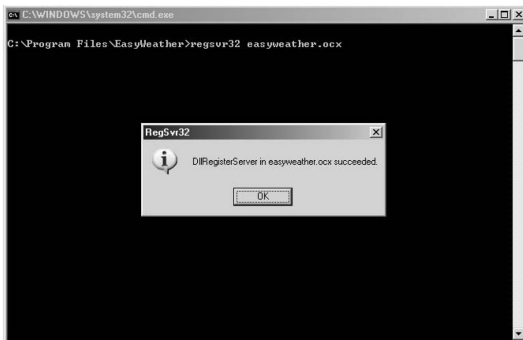 C:\WINDOWS\system32\cmd.exe
C:\Program Files\EasyWeather>regsvr32 easyweather.ocx
RegSvr32
DllRegisterServer in easyweather.ocx succeeded.
OK